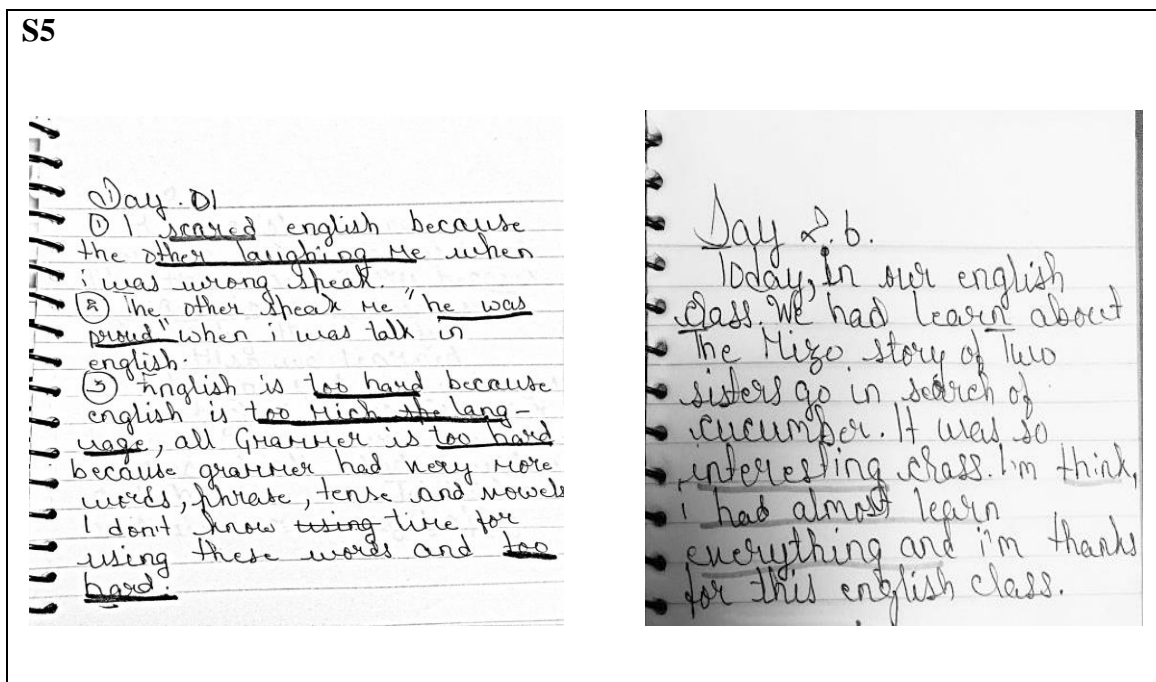 S5
Day. 01
① I scared english because
the other laughing me when
i was wrong speak.
② The other speak me "he was
proud" when i was talk in
english.
③ English is too hard because
english is too rich the lang-
uage, all Grammer is too hard
because grammer had very more
words, phrase, tense and vowels
I don't know using time for
using these words and too
hard.
Day 26.
Today, In our english
class. We had learn about
The Mizo story of Two
sisters go in search of
cucumber. It was so
interesting class. I'm think,
i had almost learn
everything and i'm thanks
for this english class.